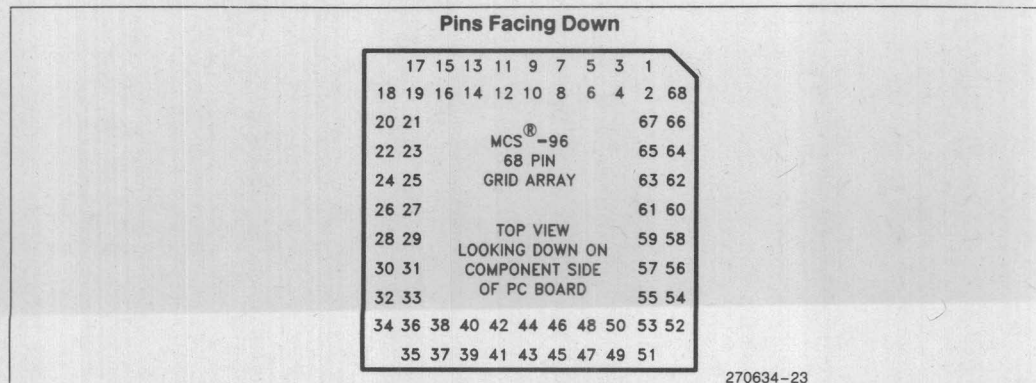 Pins Facing Down
17 15 13 11 9 7 5 3 1
18 19 16 14 12 10 8 6 4 2 68
20 21 67 66
MCS®-96
22 23 65 64
68 PIN
24 25 GRID ARRAY 63 62
26 27 61 60
TOP VIEW
28 29 59 58
LOOKING DOWN ON
30 31 COMPONENT SIDE 57 56
OF PC BOARD
32 33 55 54
34 36 38 40 42 44 46 48 50 53 52
35 37 39 41 43 45 47 49 51
270634-23